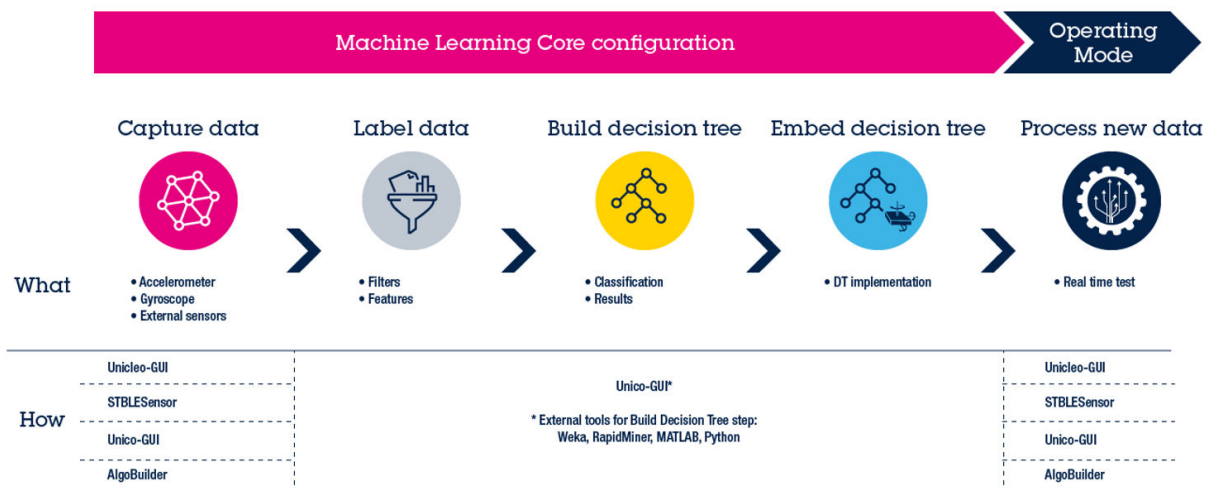 Machine Learning Core configuration
Operating
Mode
Capture data
Label data
Build decision tree
Embed decision tree
Process new data
What
• Accelerometer
• Gyroscope
• External sensors
• Filters
• Features
• Classification
• Results
• DT implementation
• Real time test
How
Unicleo-GUI
STBLESensor
Unico-GUI
AlgoBuilder
Unico-GUI*
* External tools for Build Decision Tree step:
Weka, RapidMiner, MATLAB, Python
Unicleo-GUI
STBLESensor
Unico-GUI
AlgoBuilder